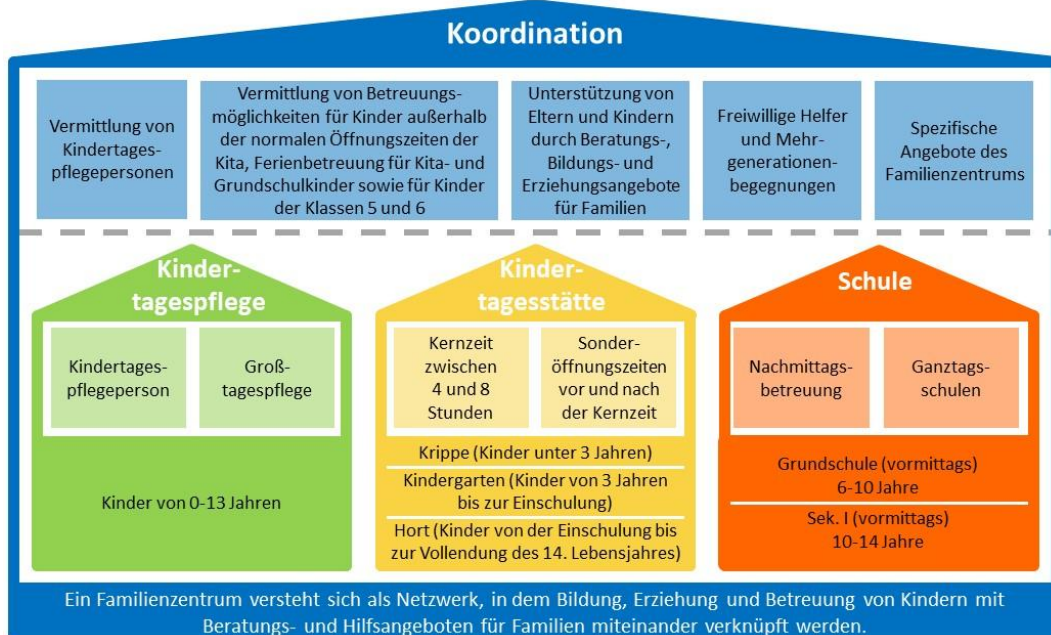 Koordination
Vermittlung von
Kindertages-
pflegepersonen
Vermittlung von Betreuungs-
möglichkeiten für Kinder außerhalb
der normalen Öffnungszeiten der
Kita, Ferienbetreuung für Kita- und
Grundschulkinder sowie für Kinder
der Klassen 5 und 6
Unterstützung von
Eltern und Kindern
durch Beratungs-,
Bildungs- und
Erziehungsangebote
für Familien
Freiwillige Helfer
und Mehr-
generationen-
begegnungen
Spezifische
Angebote des
Familienzentrums
Kinder-
tagespflege
Kindertages-
pflegeperson
Groß-
tagespflege
Kinder von 0-13 Jahren
Kinder-
tagesstätte
Kernzeit
zwischen
4 und 8
Stunden
Sonder-
öffnungszeiten
vor und nach
der Kernzeit
Krippe (Kinder unter 3 Jahren)
Kindergarten (Kinder von 3 Jahren
bis zur Einschulung)
Hort (Kinder von der Einschulung bis
zur Vollendung des 14. Lebensjahres)
Schule
Nachmittags-
betreuung
Ganztags-
schulen
Grundschule (vormittags)
6-10 Jahre
Sek. I (vormittags)
10-14 Jahre
Ein Familienzentrum versteht sich als Netzwerk, in dem Bildung, Erziehung und Betreuung von Kindern mit
Beratungs- und Hilfsangeboten für Familien miteinander verknüpft werden.